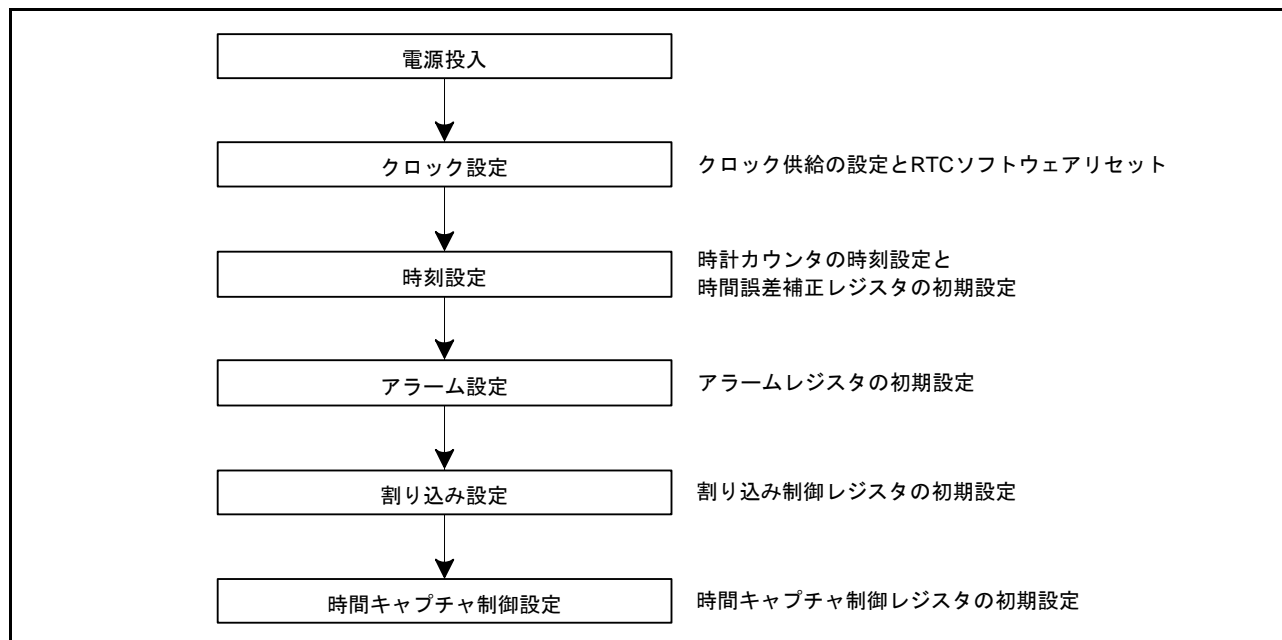 電源投入
クロック設定
クロック供給の設定とRTCソフトウェアリセット
時刻設定
時計カウンタの時刻設定と
時間誤差補正レジスタの初期設定
アラーム設定
アラームレジスタの初期設定
割り込み設定
割り込み制御レジスタの初期設定
時間キャプチャ制御設定
時間キャプチャ制御レジスタの初期設定